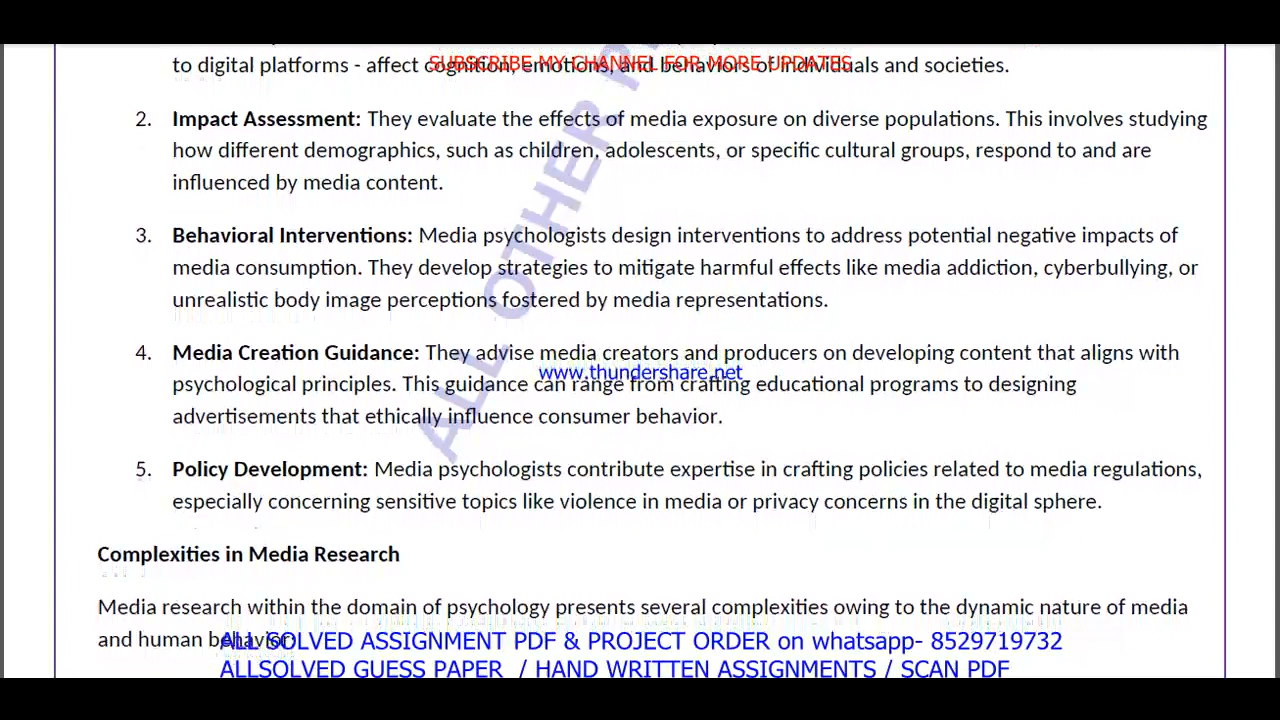 to digital platforms - affect cognition, emotions, and behaviors of individuals and societies.
SUBSCRIBE MY CHANNEL FOR MORE UPDATES
2. Impact Assessment: They evaluate the effects of media exposure on diverse populations. This involves studying
how different demographics, such as children, adolescents, or specific cultural groups, respond to and are
influenced by media content.
3. Behavioral Interventions: Media psychologists design interventions to address potential negative impacts of
media consumption. They develop strategies to mitigate harmful effects like media addiction, cyberbullying, or
unrealistic body image perceptions fostered by media representations.
4. Media Creation Guidance: They advise media creators and producers on developing content that aligns with
www.thundershare.net
psychological principles. This guidance can range from crafting educational programs to designing
advertisements that ethically influence consumer behavior.
5. Policy Development: Media psychologists contribute expertise in crafting policies related to media regulations,
especially concerning sensitive topics like violence in media or privacy concerns in the digital sphere.
Complexities in Media Research
Media research within the domain of psychology presents several complexities owing to the dynamic nature of media
and human behavior:
ALL SOLVED ASSIGNMENT PDF & PROJECT ORDER on whatsapp- 8529719732
ALLSOLVED GUESS PAPER / HAND WRITTEN ASSIGNMENTS / SCAN PDF
ALL OTHER